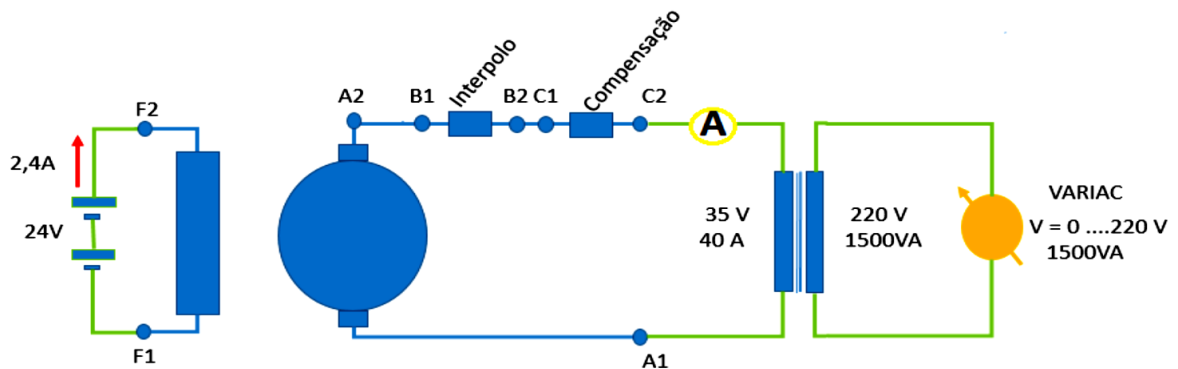 F2
2,4A
24V
F1
A2
B1
Interpolo
B2
C1
Compensação
C2
A
A1
35 V
40 A
220 V
1500VA
VARIAC
V = 0 ....220 V
1500VA